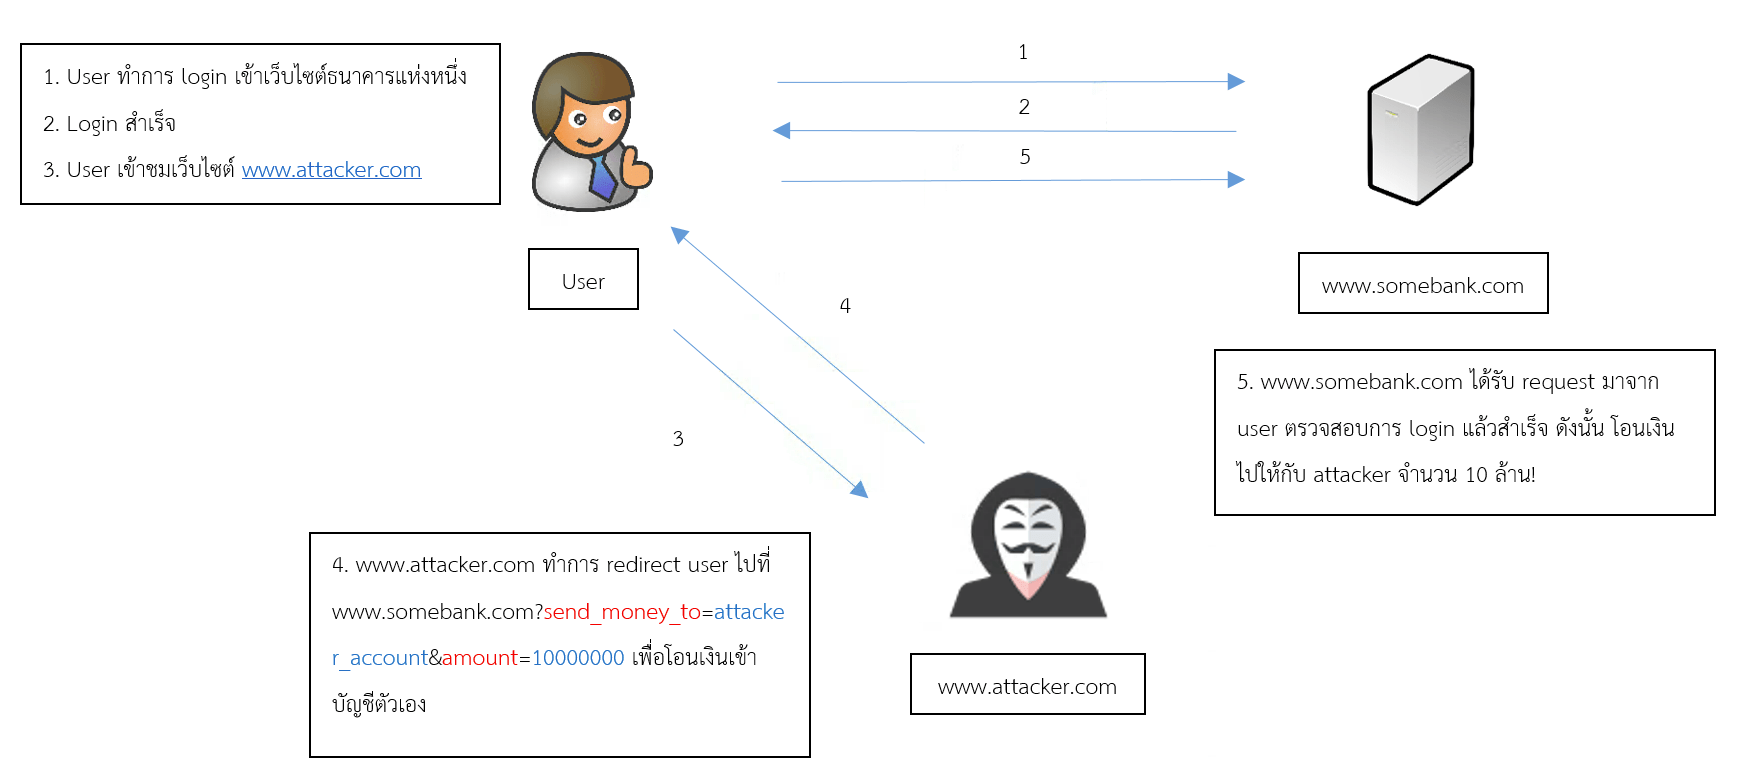 1. User ทำการ login เข้าเว็บไซต์ธนาคารแห่งหนึ่ง
2. Login สำเร็จ
3. User เข้าชมเว็บไซต์ www.attacker.com
1
2
5
User
www.somebank.com
4
3
5. www.somebank.com ได้รับ request มาจาก
user ตรวจสอบการ login แล้วสำเร็จ ดังนั้น โอนเงิน
ไปให้กับ attacker จำนวน 10 ล้าน!
4. www.attacker.com ทำการ redirect user ไปที่
www.somebank.com?send_money_to=attacke
r_account&amount=10000000 เพื่อโอนเงินเข้า
บัญชีตัวเอง
www.attacker.com